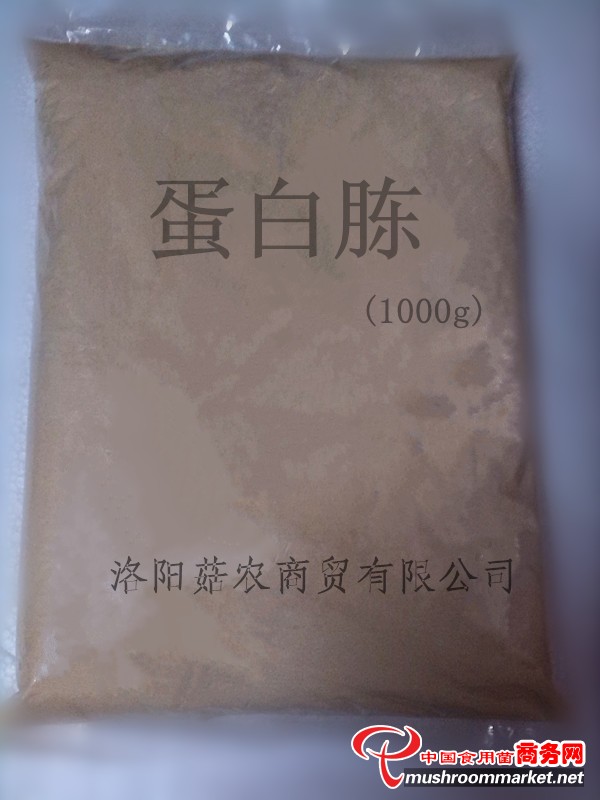 蛋白胨
(1000g)
洛阳菇农商贸有限公司
中国食用菌商务网
mushroommarket.net